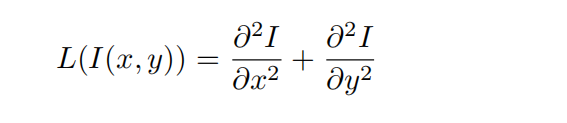 L(I(x, y)) = ∂²I/∂x² + ∂²I/∂y²